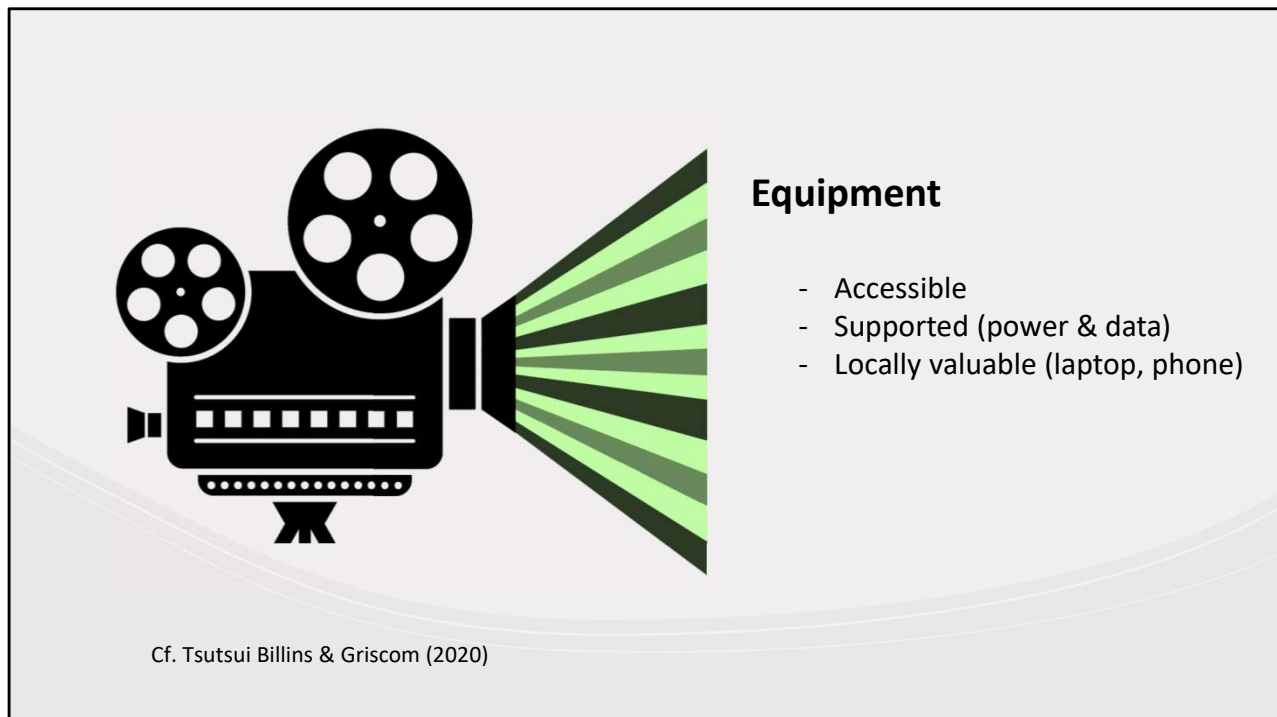 Equipment
- Accessible
- Supported (power & data)
- Locally valuable (laptop, phone)
Cf. Tsutsui Billins & Griscom (2020)